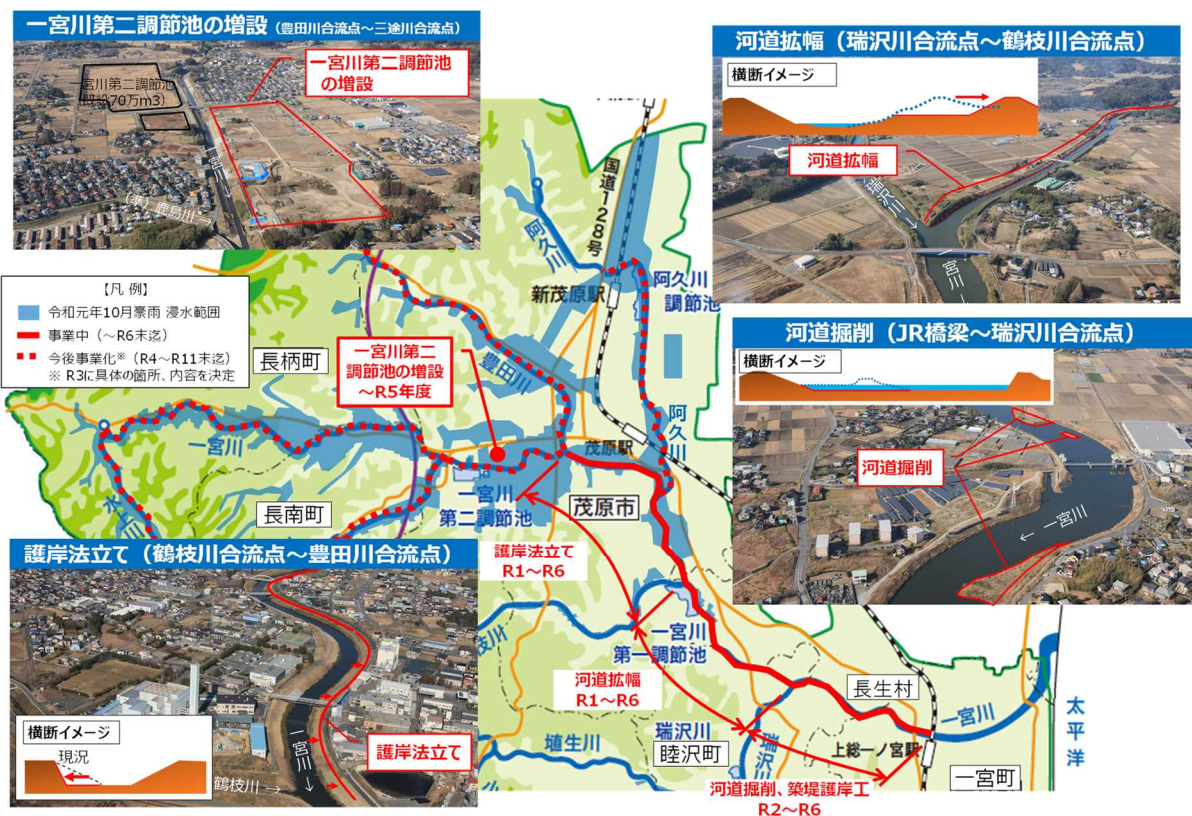 一宮川第二調節池の増設（豊田川合流点～三途川合流点）
一宮川第二調節池
（既設70万m3）
一宮川第二調節池
の増設
一宮川
（準）鹿島川→
河道拡幅（瑞沢川合流点～鶴枝川合流点）
横断イメージ
河道拡幅
瑞沢川
一宮川→
【凡 例】
令和元年10月豪雨 浸水範囲
事業中（～R6末迄）
今後事業化※（R4～R11末迄）
※ R3に具体の箇所、内容を決定
国道128号
阿久川
新茂原駅
阿久川
調節池
長柄町
一宮川第二
調節池の増設
～R5年度
豊田川
阿久川
茂原駅
一宮川
一宮川
第二調節池
茂原市
長南町
水上川
河道掘削（JR橋梁～瑞沢川合流点）
横断イメージ
河道掘削
←一宮川
護岸法立て
R1～R6
護岸法立て（鶴枝川合流点～豊田川合流点）
横断イメージ
現況
一宮川→
護岸法立て
鶴枝川→
枝川
一宮川
第一調節池
河道拡幅
R1～R6
長生村
瑞沢川
埴生川
睦沢町
瑞沢川
上総一ノ宮駅
一宮川
太平洋
一宮町
河道掘削、築堤護岸工
R2～R6